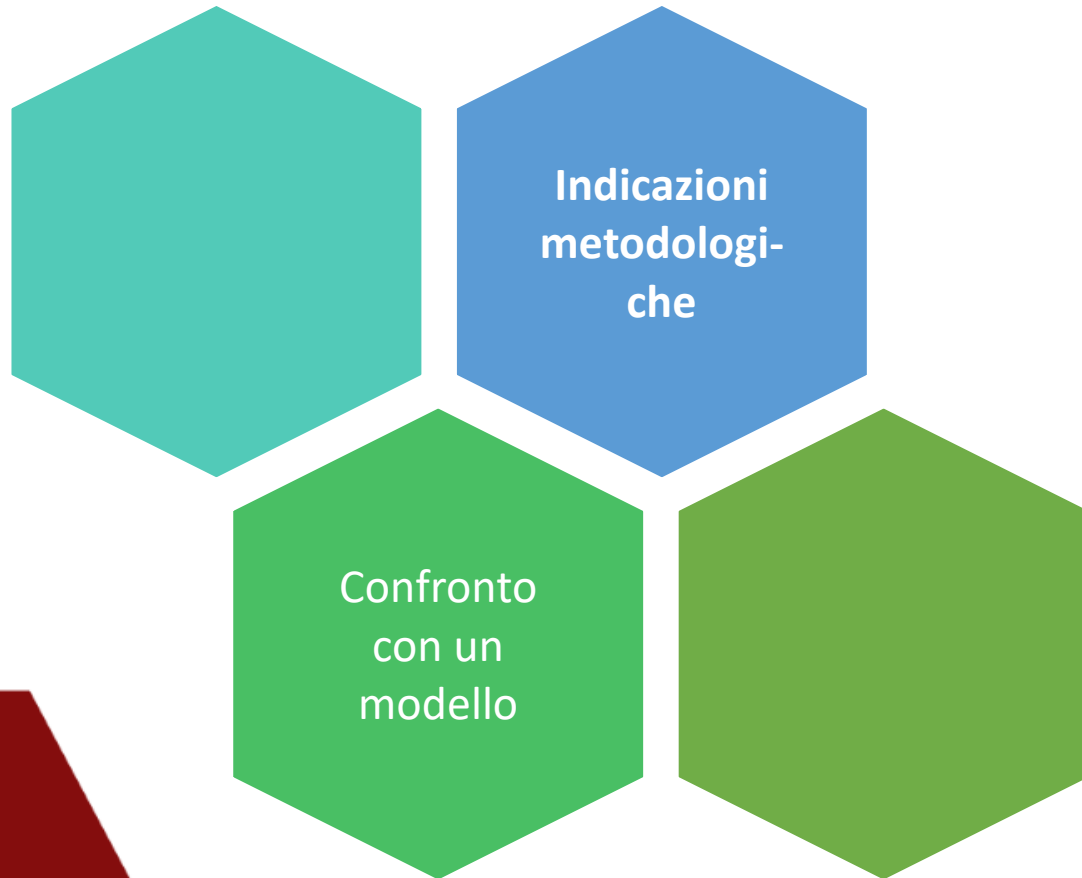 Indicazioni
metodologi-
che
Confronto
con un
modello